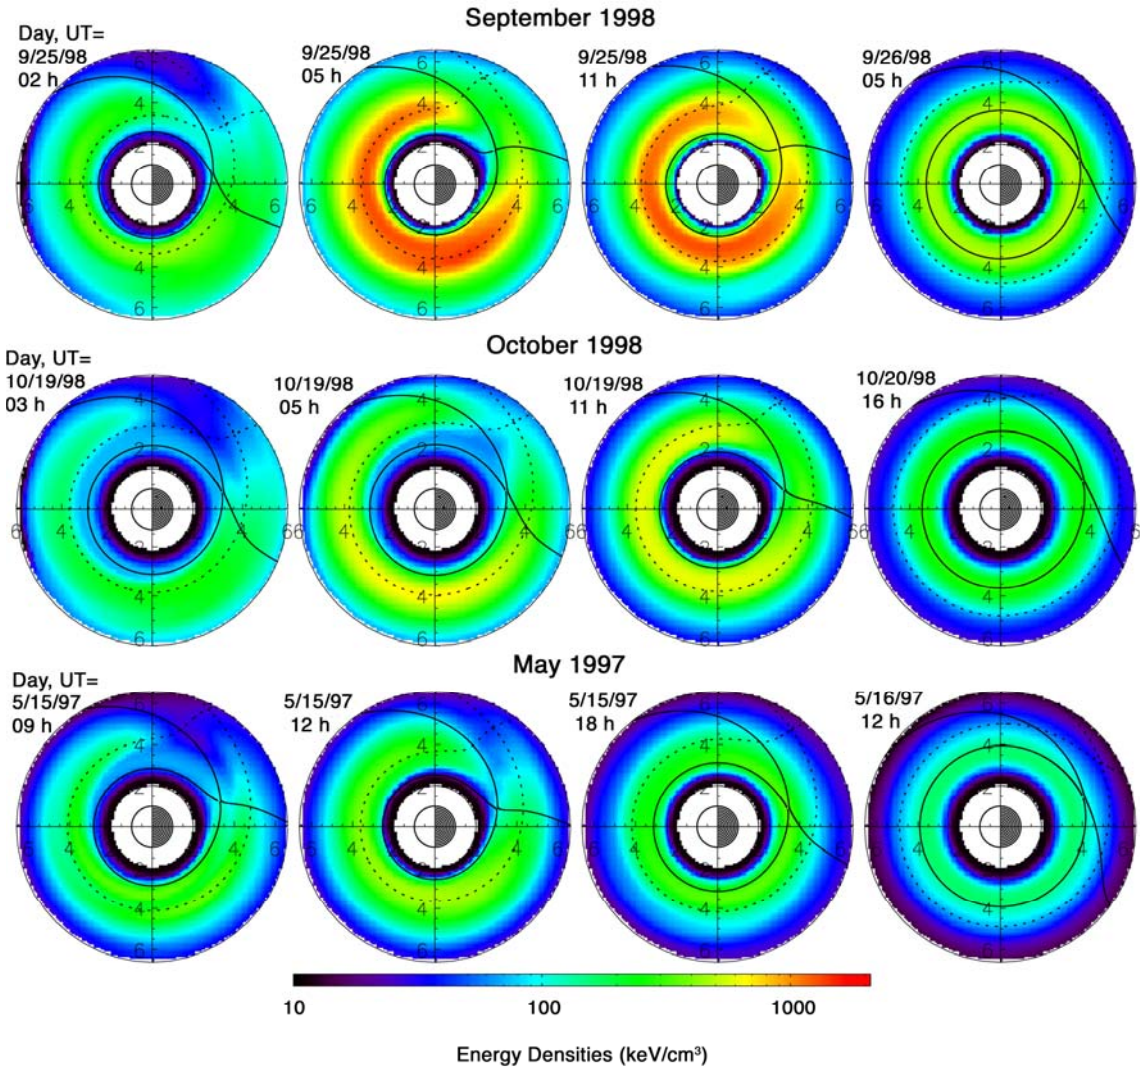 September 1998
Day, UT=
9/25/98
02 h
9/25/98
05 h
9/25/98
11 h
9/26/98
05 h
October 1998
Day, UT=
10/19/98
03 h
10/19/98
05 h
10/19/98
11 h
10/20/98
16 h
May 1997
Day, UT=
5/15/97
09 h
5/15/97
12 h
5/15/97
18 h
5/16/97
12 h
10 100 1000
Energy Densities (keV/cm³)